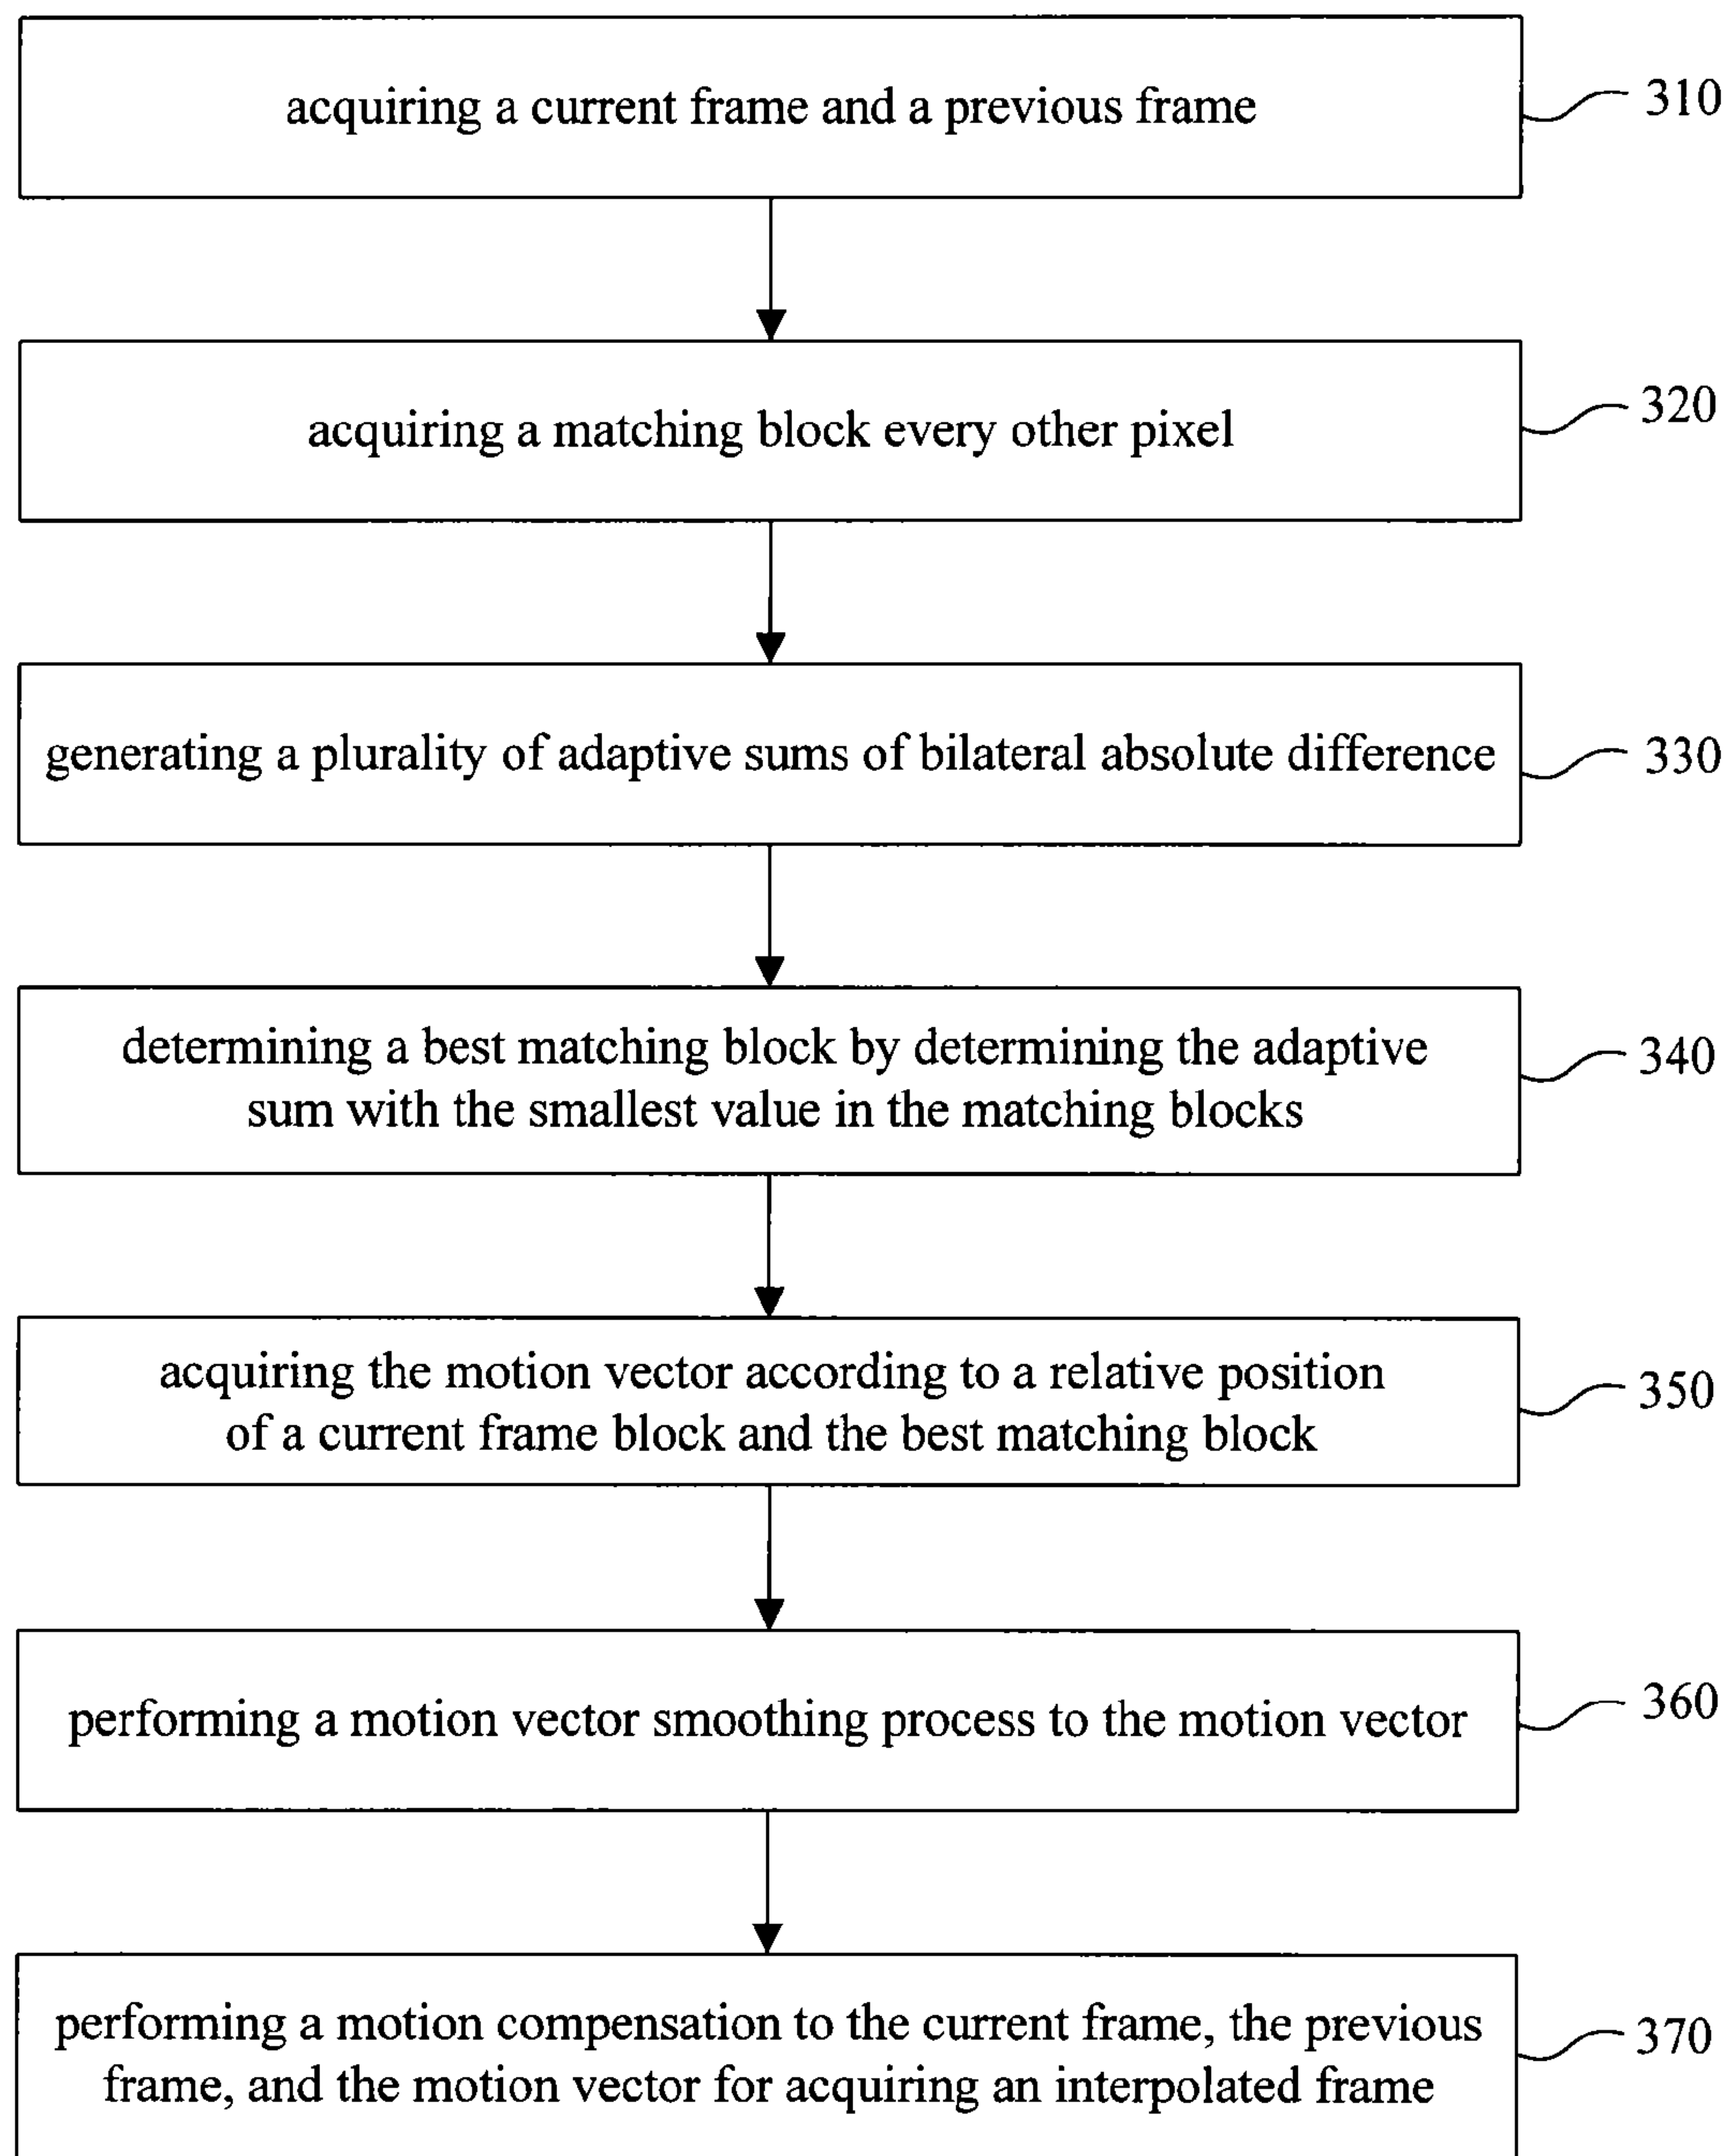 acquiring a current frame and a previous frame
310
acquiring a matching block every other pixel
320
generating a plurality of adaptive sums of bilateral absolute difference
330
determining a best matching block by determining the adaptive
sum with the smallest value in the matching blocks
340
acquiring the motion vector according to a relative position
of a current frame block and the best matching block
350
performing a motion vector smoothing process to the motion vector
360
performing a motion compensation to the current frame, the previous
frame, and the motion vector for acquiring an interpolated frame
370